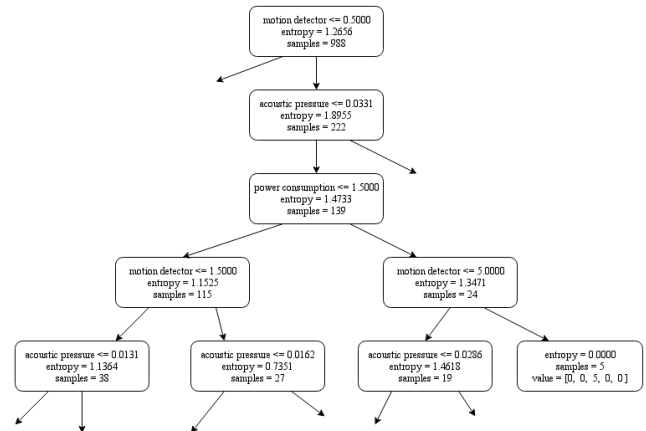 motion detector <= 0.5000
entropy = 1.2656
samples = 988
acoustic pressure <= 0.0331
entropy = 1.8955
samples = 222
power consumption <= 1.5000
entropy = 1.4733
samples = 139
motion detector <= 1.5000
entropy = 1.1525
samples = 115
motion detector <= 5.0000
entropy = 1.3471
samples = 24
acoustic pressure <= 0.0131
entropy = 1.1364
samples = 38
acoustic pressure <= 0.0162
entropy = 0.7351
samples = 27
acoustic pressure <= 0.0286
entropy = 1.4618
samples = 19
entropy = 0.0000
samples = 5
value = [0, 0, 5, 0, 0]